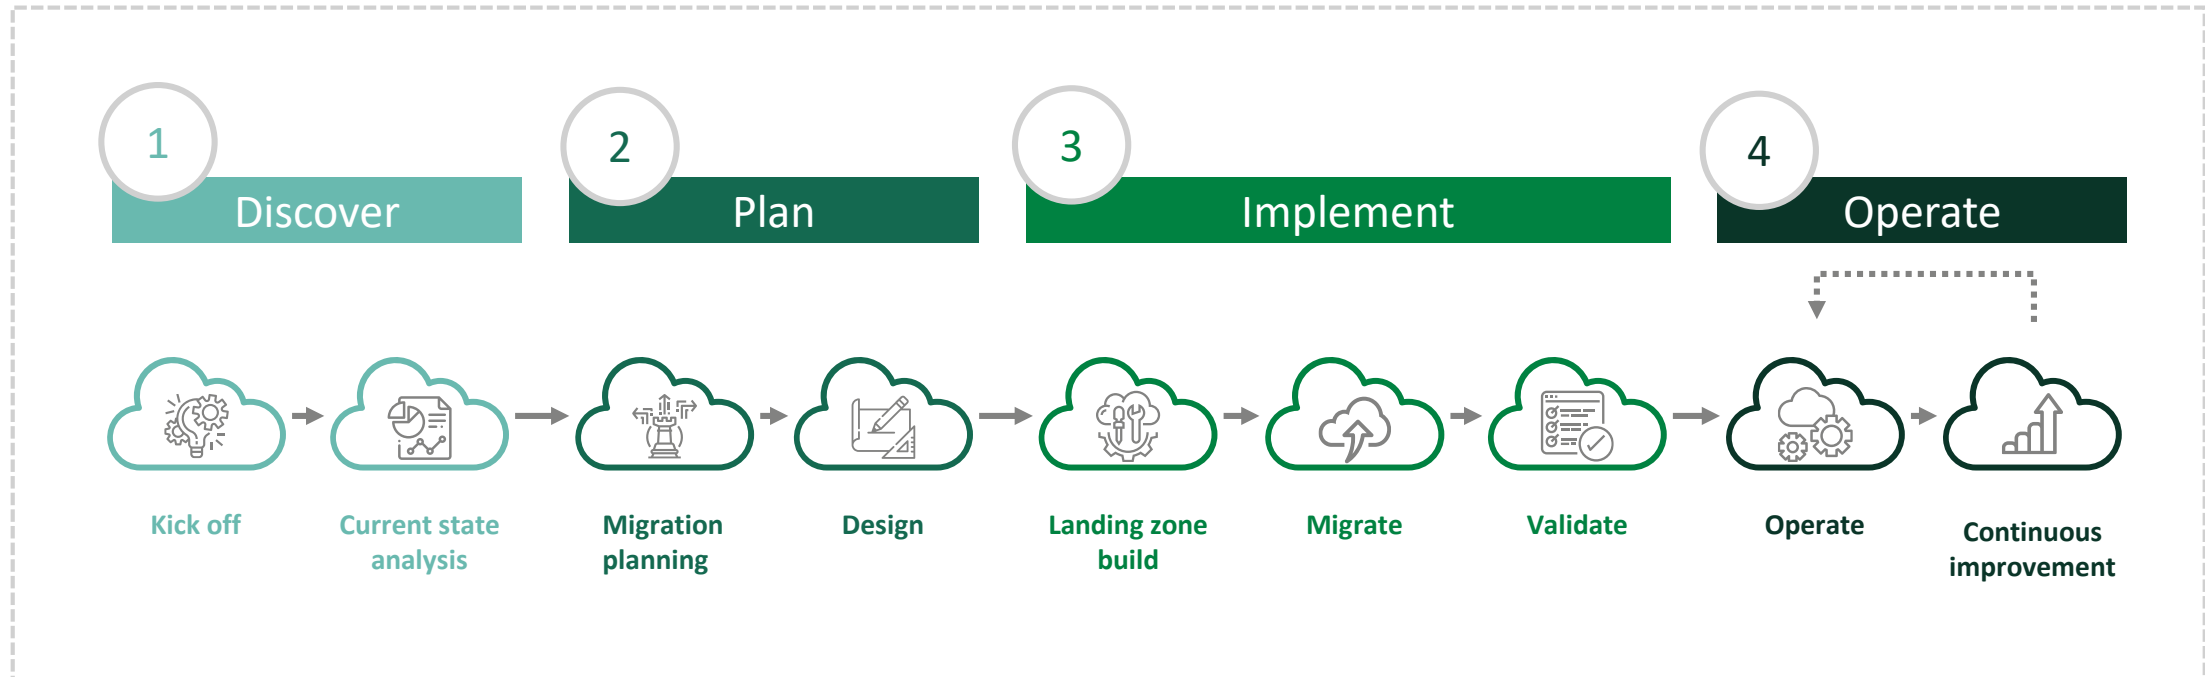 1
Discover
2
Plan
3
Implement
4
Operate
Kick off
Current state
analysis
Migration
planning
Design
Landing zone
build
Migrate
Validate
Operate
Continuous
improvement